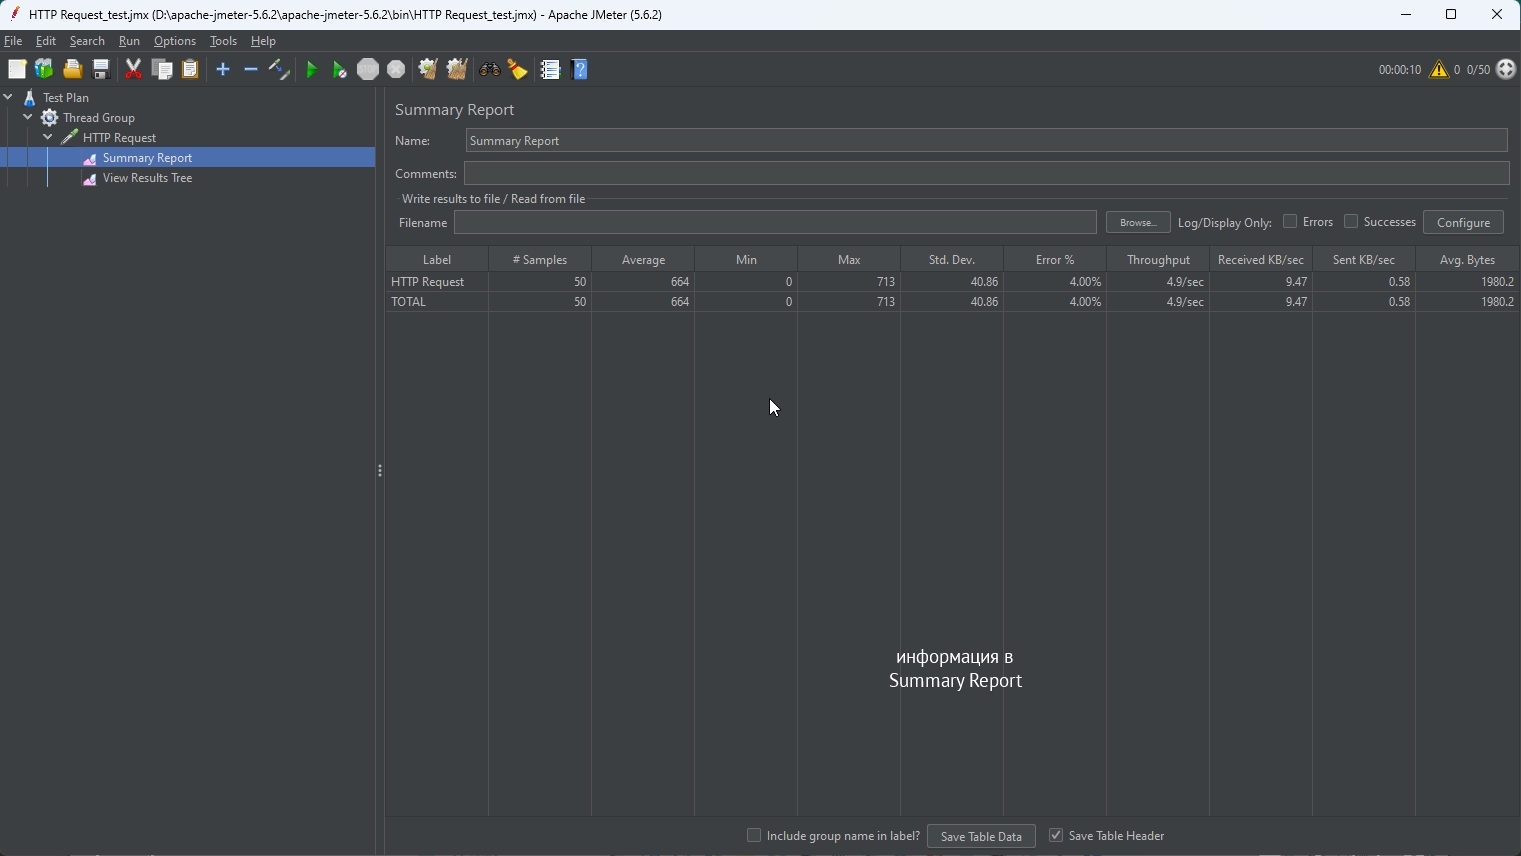 HTTP Request_test.jmx (D:\apache-jmeter-5.6.2\apache-jmeter-5.6.2\bin\HTTP Request_test.jmx) - Apache JMeter (5.6.2)
File Edit Search Run Options Tools Help
00:00:10 0 0/50
Test Plan
Thread Group
HTTP Request
Summary Report
View Results Tree
Summary Report
Name: Summary Report
Comments:
Write results to file / Read from file
Filename Browse... Log/Display Only: Errors Successes Configure
Label # Samples Average Min Max Std. Dev. Error % Throughput Received KB/sec Sent KB/sec Avg. Bytes
HTTP Request 50 664 0 713 40.86 4.00% 4.9/sec 9.47 0.58 1980.2
TOTAL 50 664 0 713 40.86 4.00% 4.9/sec 9.47 0.58 1980.2
информация в
Summary Report
Include group name in label? Save Table Data Save Table Header